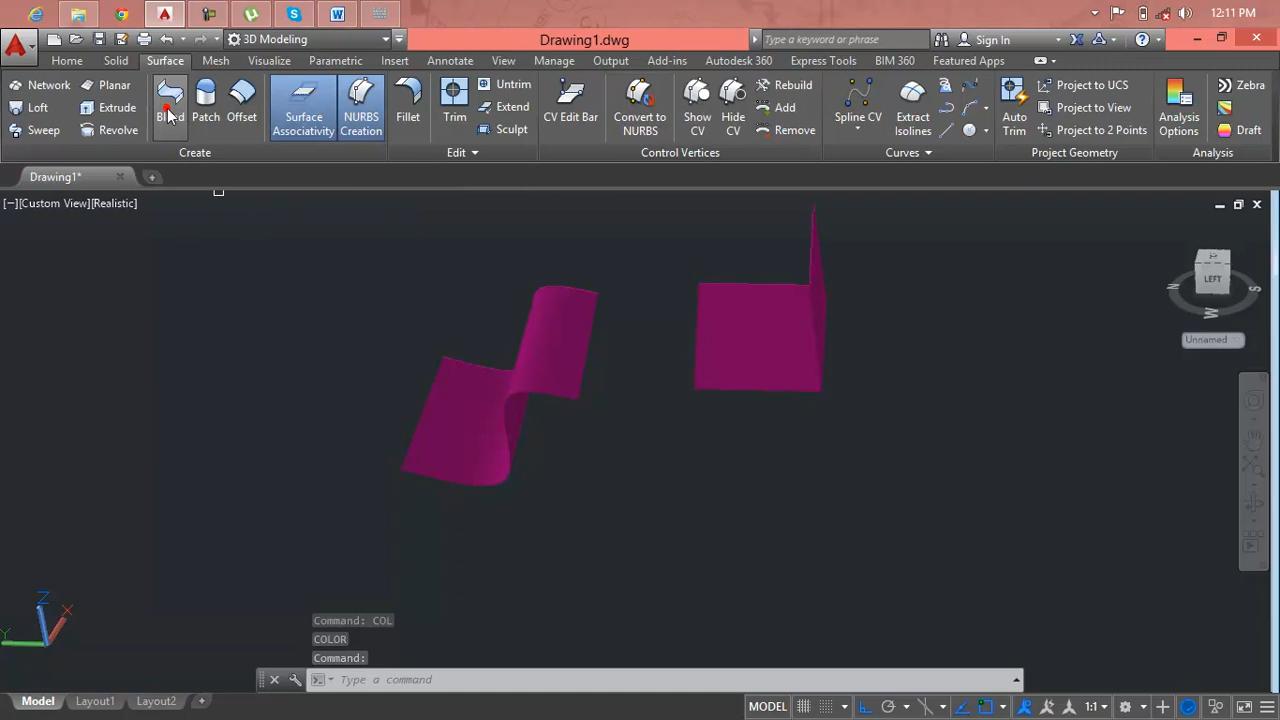 12:11 PM
3D Modeling
Drawing1.dwg
Type a keyword or phrase
Sign In
Home Solid Surface Mesh Visualize Parametric Insert Annotate View Manage Output Add-ins Autodesk 360 Express Tools BIM 360 Featured Apps
Network
Loft
Sweep
Planar
Extrude
Revolve
Blend
Patch
Offset
Surface
Associativity
NURBS
Creation
Fillet
Trim
Untrim
Extend
Sculpt
CV Edit Bar
Convert to
NURBS
Show
CV
Hide
CV
Rebuild
Add
Remove
Spline CV
Extract
Isolines
Auto
Trim
Project to UCS
Project to View
Project to 2 Points
Analysis
Options
Zebra
Draft
Create Edit Control Vertices Curves Project Geometry Analysis
Drawing1*
[−][Custom View][Realistic]
LEFT
N
S
W
Unnamed
Z
X
Y
Command: COL
COLOR
Command:
Type a command
Model Layout1 Layout2
MODEL
1:1